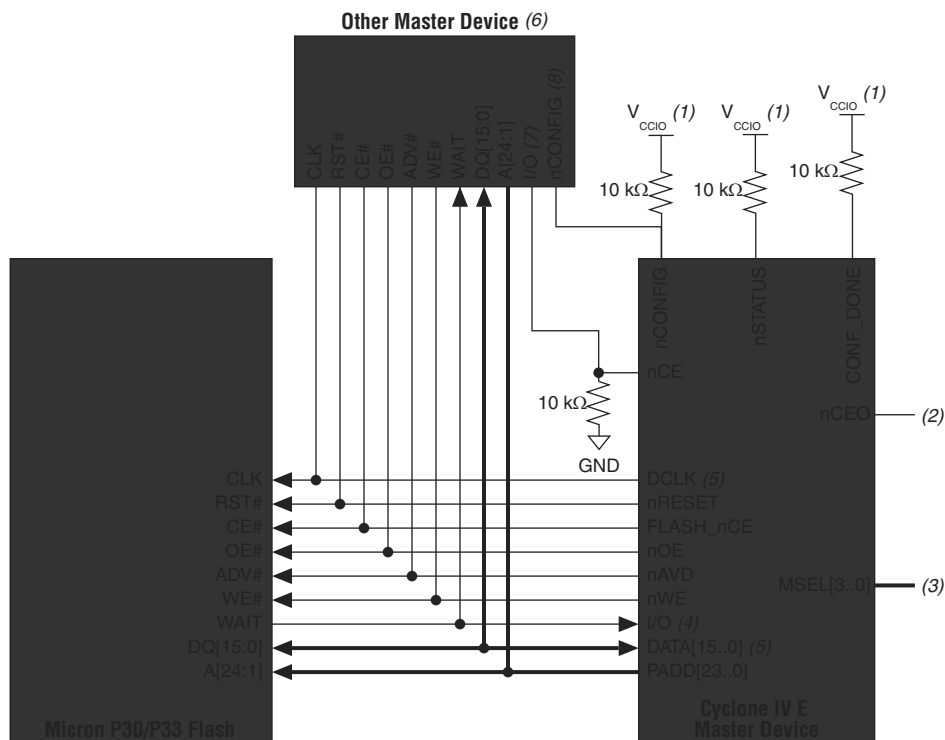 Other Master Device (6)
CLK
RST#
CE#
OE#
ADV#
WE#
WAIT
DQ[15:0]
A[24:1]
I/O (7)
nCONFIG (8)
VCCIO (1)
VCCIO (1)
VCCIO (1)
10 kΩ
10 kΩ
10 kΩ
nCONFIG
nSTATUS
CONF_DONE
nCE
10 kΩ
GND
nCEO
(2)
CLK
DCLK (5)
RST#
nRESET
CE#
FLASH_nCE
OE#
nOE
ADV#
nAVD
MSEL[3..0]
(3)
WE#
nWE
WAIT
I/O (4)
DQ[15:0]
DATA[15..0] (5)
A[24:1]
PADD[23..0]
Micron P30/P33 Flash
Cyclone IV E
Master Device